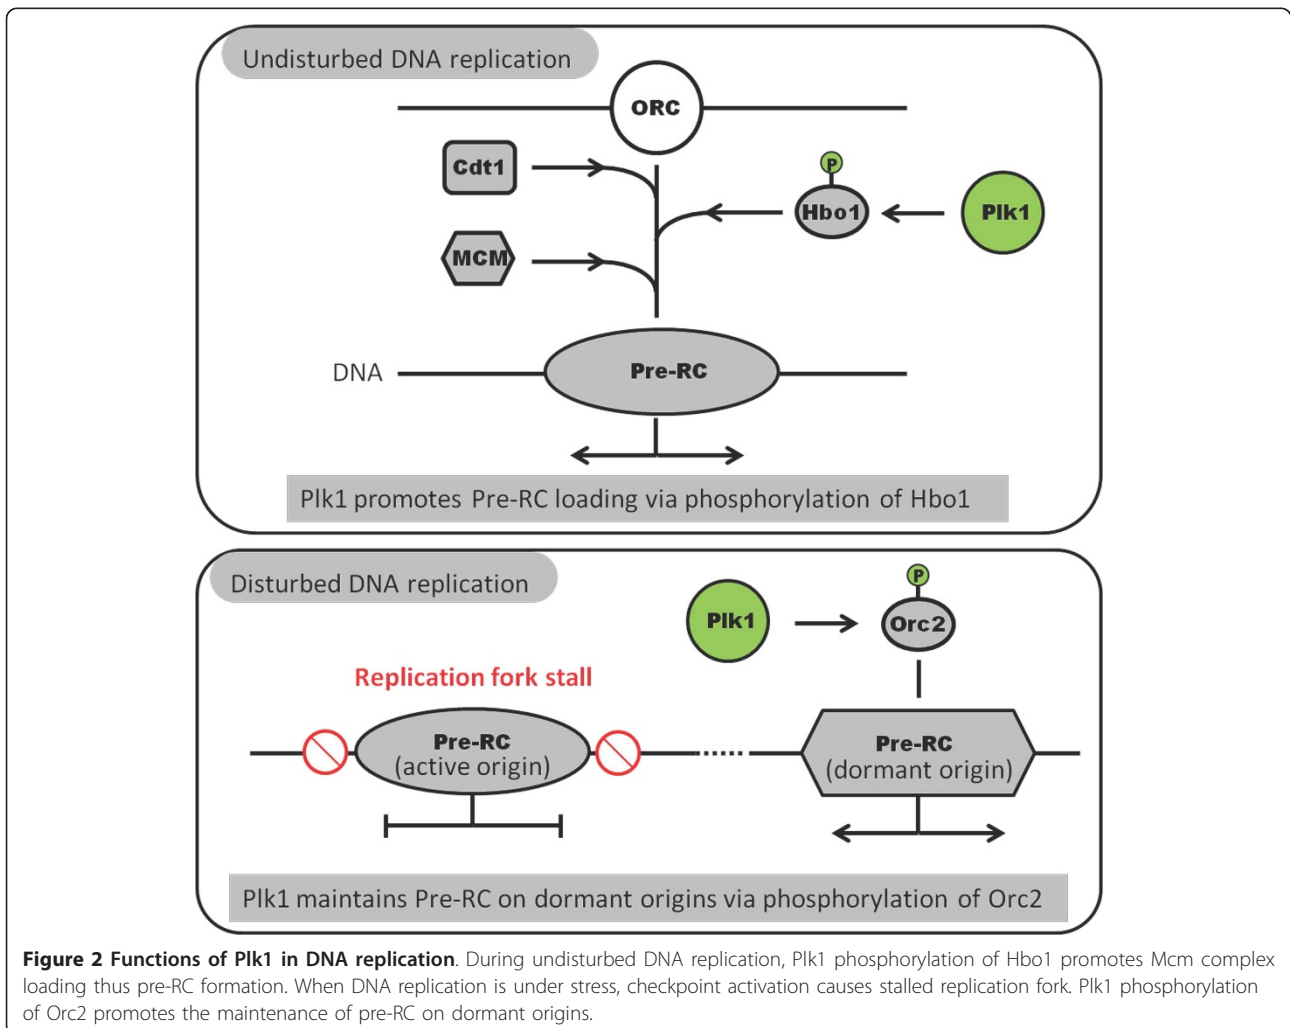 Undisturbed DNA replication
ORC
Cdt1
P
Hbo1
Plk1
MCM
DNA
Pre-RC
Plk1 promotes Pre-RC loading via phosphorylation of Hbo1
Disturbed DNA replication
P
Plk1
Orc2
Replication fork stall
Pre-RC
(active origin)
Pre-RC
(dormant origin)
Plk1 maintains Pre-RC on dormant origins via phosphorylation of Orc2
Figure 2 Functions of Plk1 in DNA replication. During undisturbed DNA replication, Plk1 phosphorylation of Hbo1 promotes Mcm complex
loading thus pre-RC formation. When DNA replication is under stress, checkpoint activation causes stalled replication fork. Plk1 phosphorylation
of Orc2 promotes the maintenance of pre-RC on dormant origins.